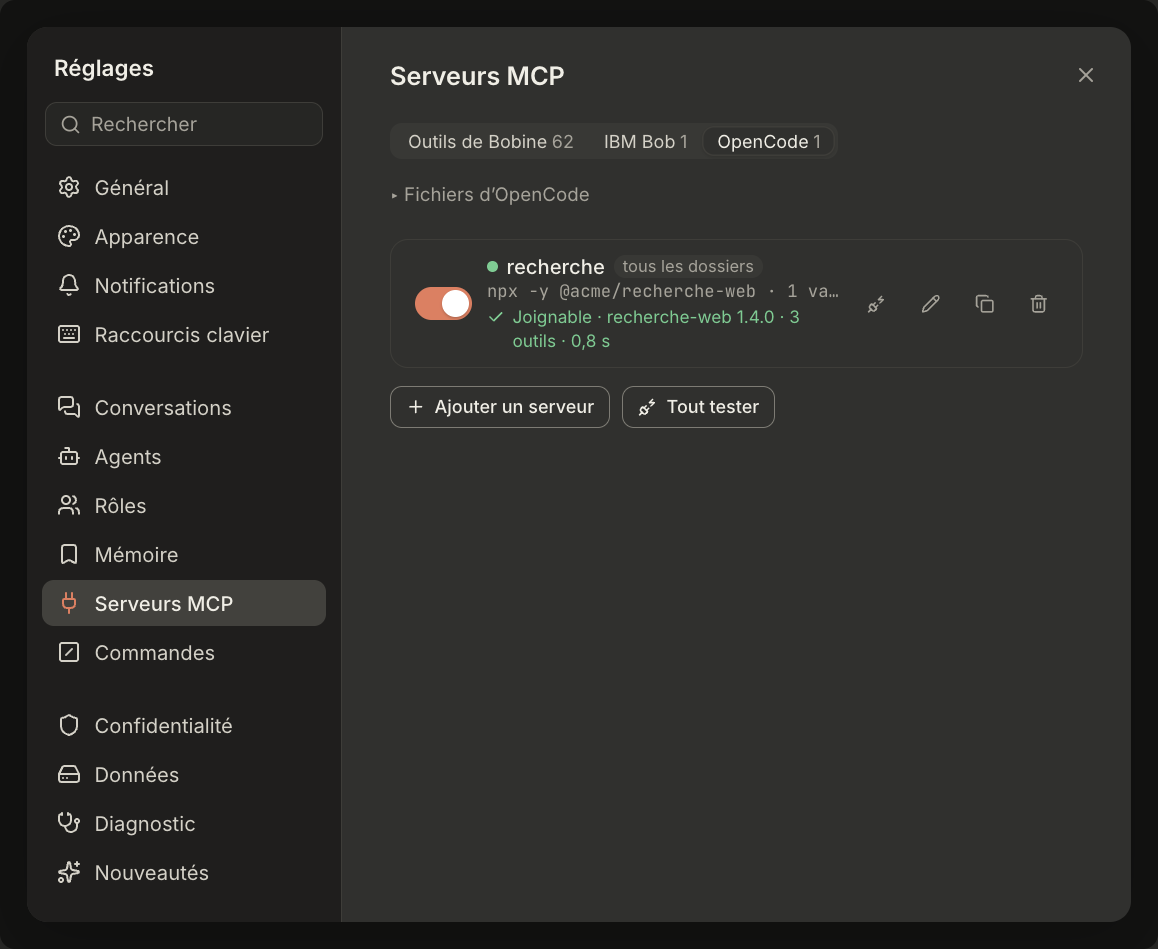 Réglages
Rechercher
Général
Apparence
Notifications
Raccourcis clavier
Conversations
Agents
Rôles
Mémoire
Serveurs MCP
Commandes
Confidentialité
Données
Diagnostic
Nouveautés
Serveurs MCP
Outils de Bobine 62 IBM Bob 1 OpenCode 1
Fichiers d’OpenCode
recherche tous les dossiers
npx -y @acme/recherche-web · 1 va…
Joignable · recherche-web 1.4.0 · 3
outils · 0,8 s
Ajouter un serveur Tout tester